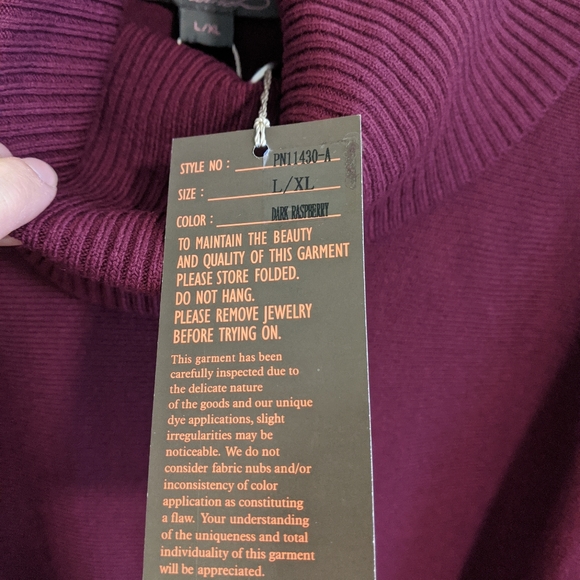 L/XL
STYLE NO : PN11430-A
SIZE : L/XL
COLOR : DARK RASPBERRY
TO MAINTAIN THE BEAUTY
AND QUALITY OF THIS GARMENT
PLEASE STORE FOLDED.
DO NOT HANG.
PLEASE REMOVE JEWELRY
BEFORE TRYING ON.
This garment has been
carefully inspected due to
the delicate nature
of the goods and our unique
dye applications, slight
irregularities may be
noticeable. We do not
consider fabric nubs and/or
inconsistency of color
application as constituting
a flaw. Your understanding
of the uniqueness and total
individuality of this garment
will be appreciated.